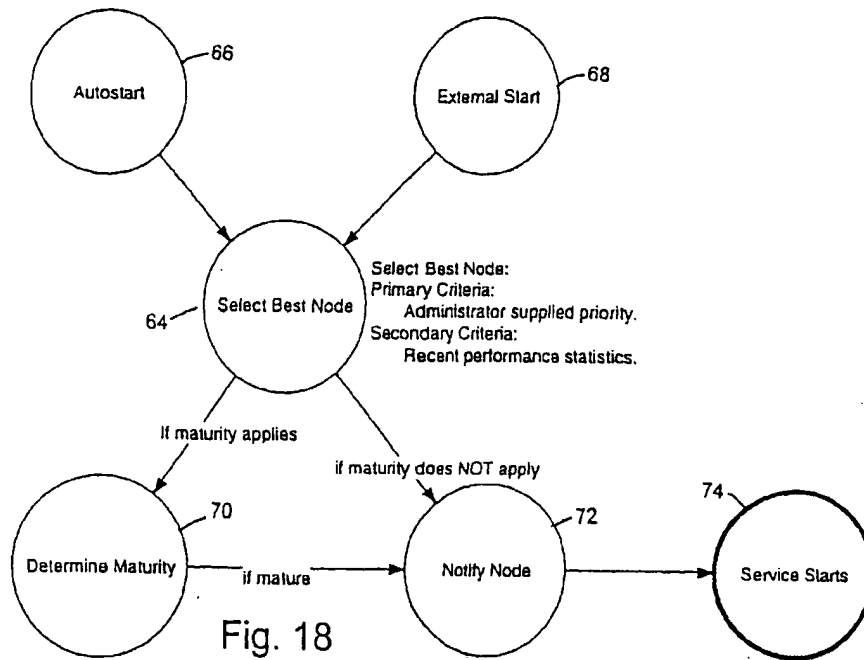 66
Autostart
68
External Start
64
Select Best Node
Select Best Node:
Primary Criteria:
Administrator supplied priority.
Secondary Criteria:
Recent performance statistics.
If maturity applies
if maturity does NOT apply
70
Determine Maturity
if mature
72
Notify Node
74
Service Starts
Fig. 18